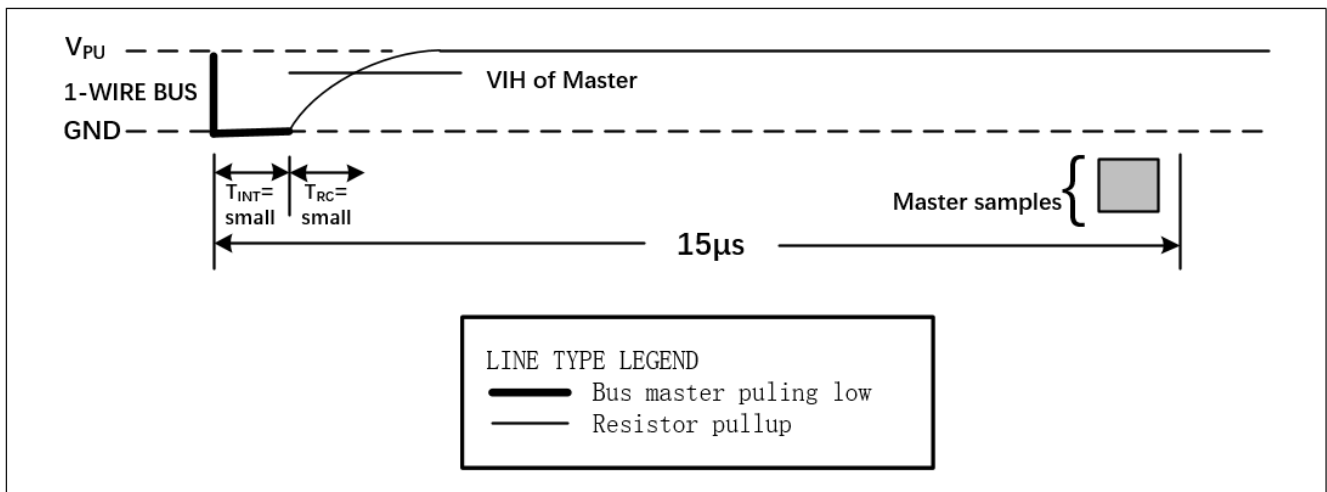 VPU
1-WIRE BUS
VIH of Master
GND
TINT=
small
TRC=
small
Master samples
15μs
LINE TYPE LEGEND
Bus master puling low
Resistor pullup